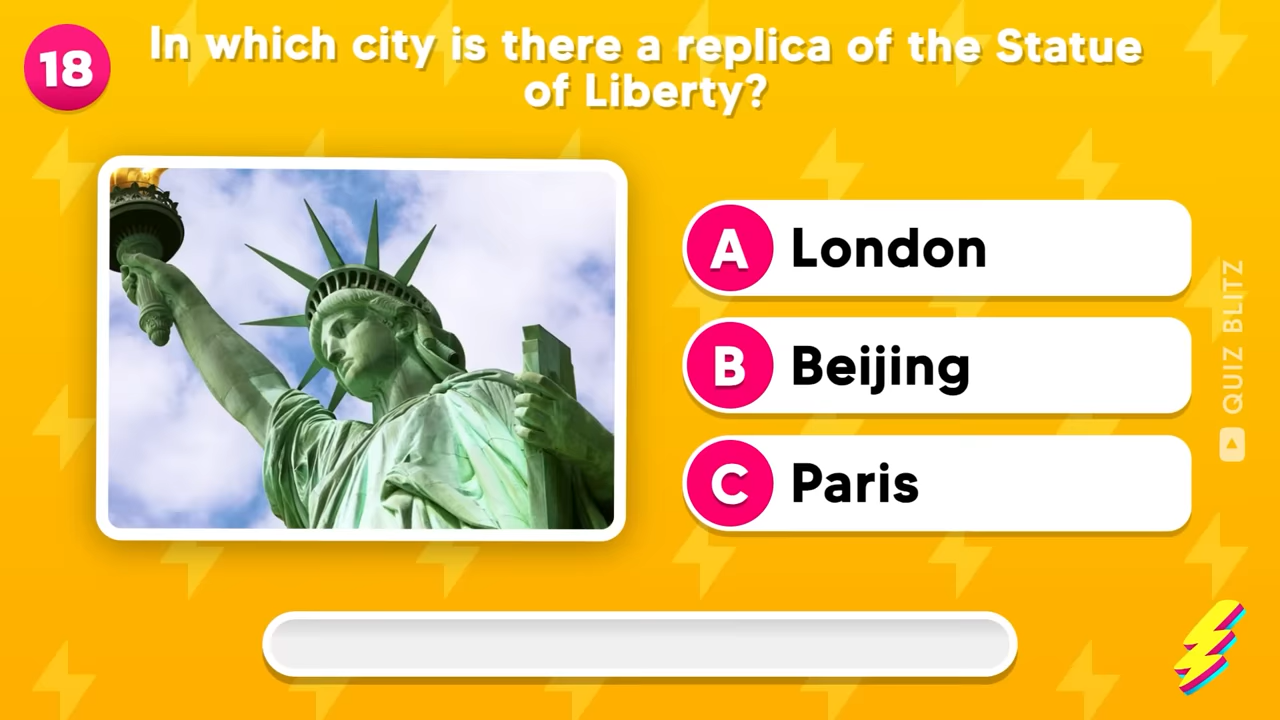 18
In which city is there a replica of the Statue
of Liberty?
A London
B Beijing
C Paris
QUIZ BLITZ